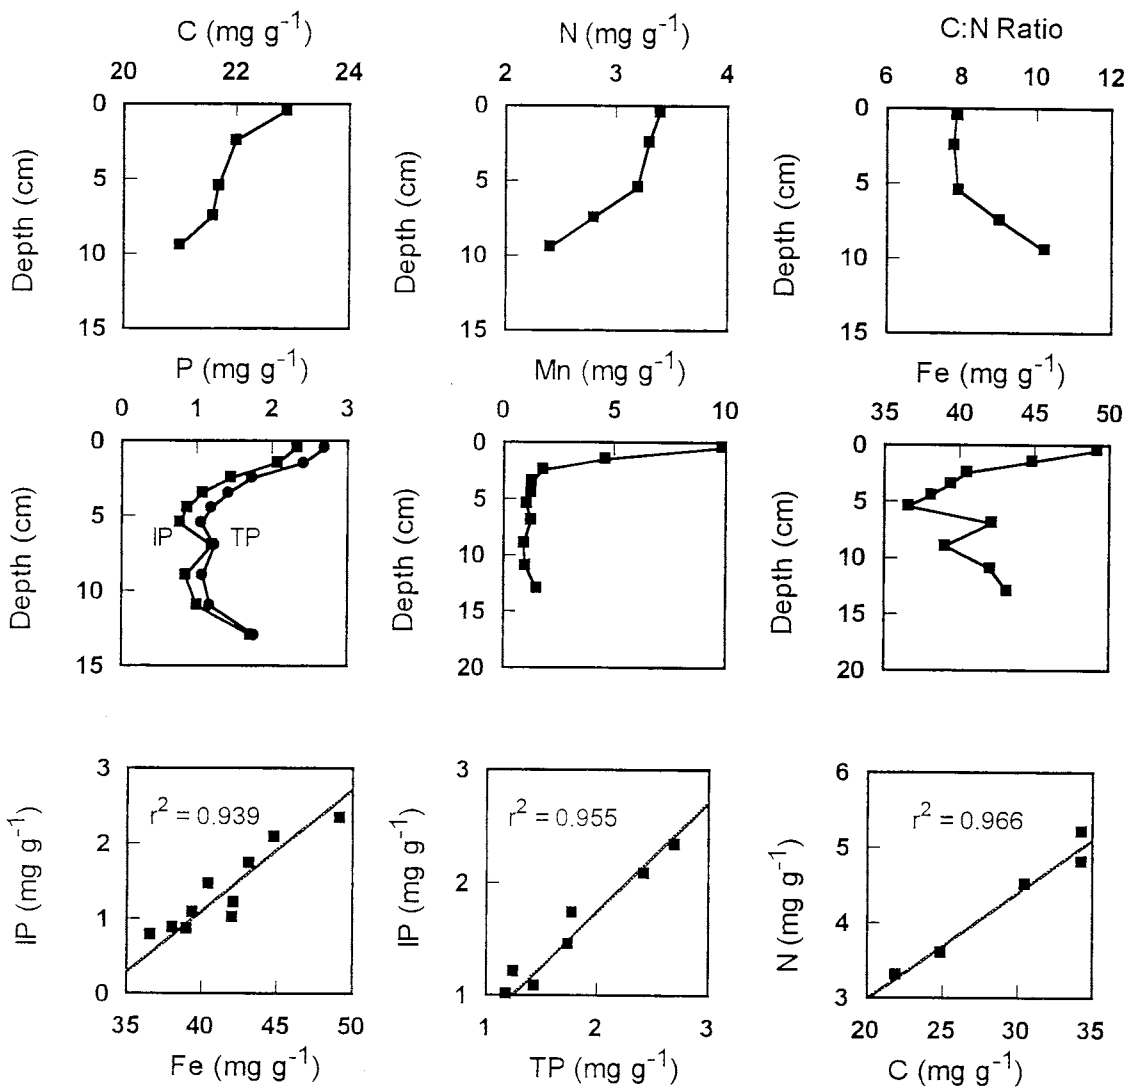 C (mg g⁻¹) N (mg g⁻¹) C:N Ratio
20 22 24 2 3 4 6 8 10 12
0 0 0
5 5 5
10 10 10
15 15 15
Depth (cm) Depth (cm) Depth (cm)
P (mg g⁻¹) Mn (mg g⁻¹) Fe (mg g⁻¹)
0 1 2 3 0 5 10 35 40 45 50
0 0 0
5 5 5
IP TP
10 10 10
15 15 15
20 20
Depth (cm) Depth (cm) Depth (cm)
3 3 6
r² = 0.939 r² = 0.955 r² = 0.966
2 2 5
1 4
0 1 3
IP (mg g⁻¹) IP (mg g⁻¹) N (mg g⁻¹)
35 40 45 50 1 2 3 20 25 30 35
Fe (mg g⁻¹) TP (mg g⁻¹) C (mg g⁻¹)